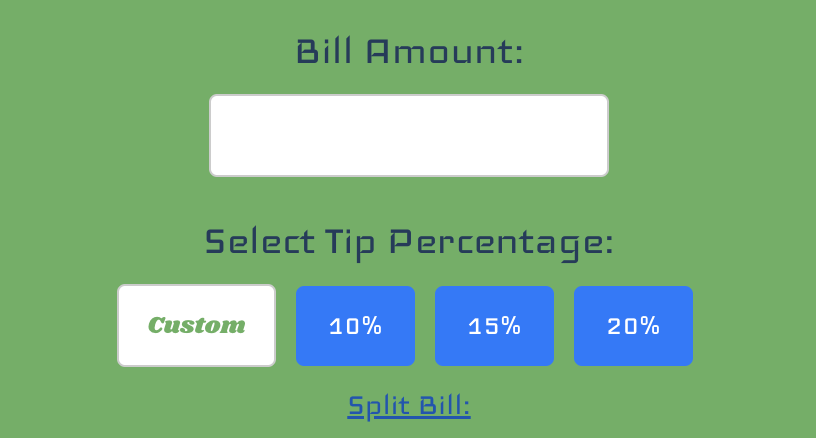 Bill Amount:
Select Tip Percentage:
Custom 10% 15% 20%
Split Bill: